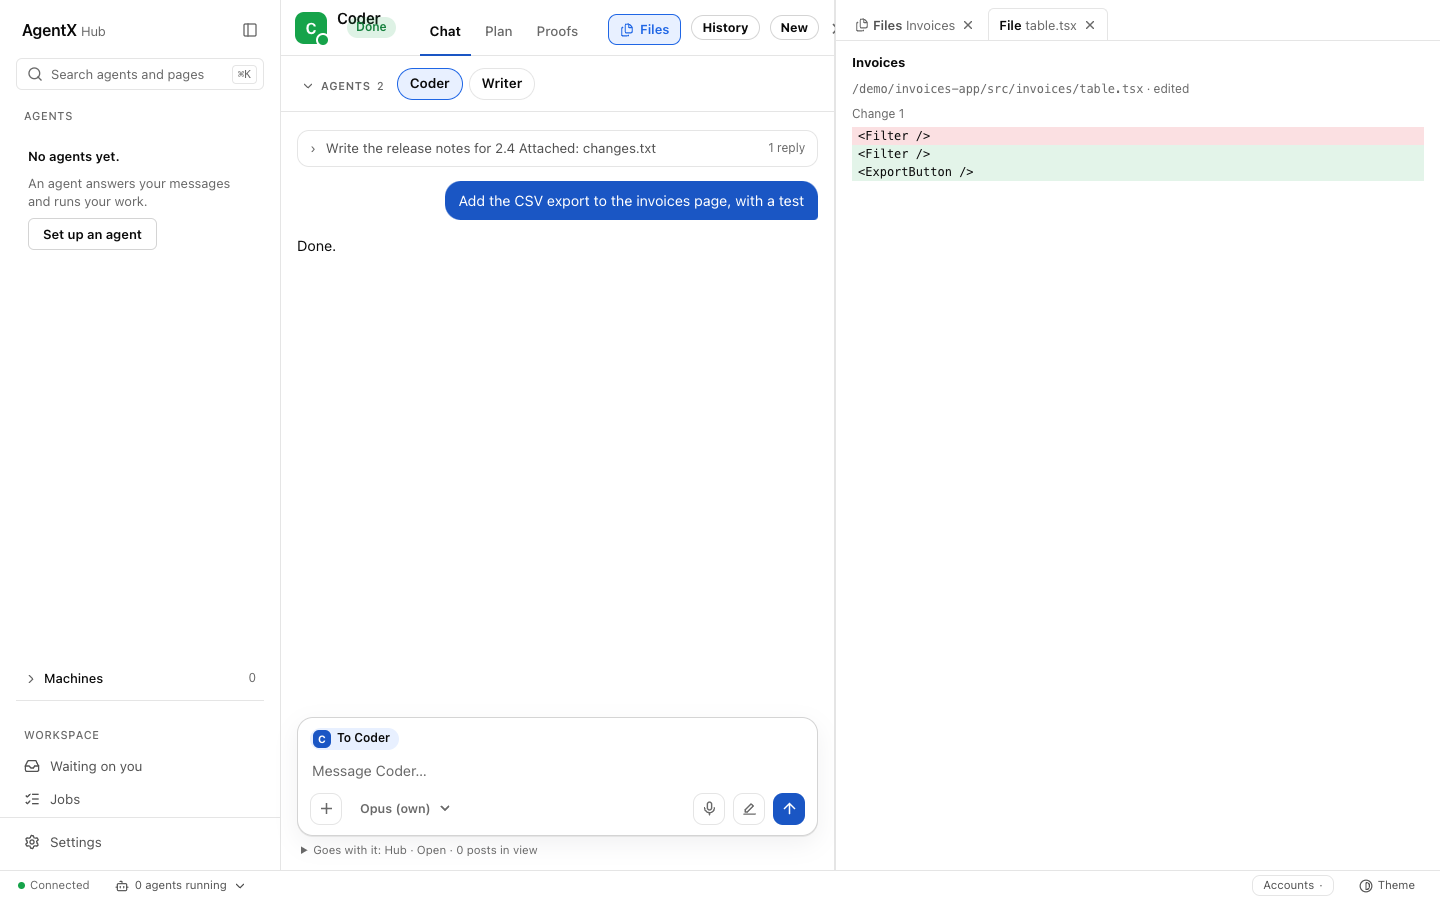 AgentX Hub
Search agents and pages
⌘K
AGENTS
No agents yet.
An agent answers your messages
and runs your work.
Set up an agent
Machines
0
WORKSPACE
Waiting on you
Jobs
Settings
C
Coder
Done
Chat
Plan
Proofs
Files
History
New
AGENTS 2
Coder
Writer
Write the release notes for 2.4 Attached: changes.txt
1 reply
Add the CSV export to the invoices page, with a test
Done.
C
To Coder
Message Coder...
Opus (own)
Goes with it: Hub · Open · 0 posts in view
Files Invoices
File table.tsx
Invoices
/demo/invoices-app/src/invoices/table.tsx · edited
Change 1
<Filter />
<Filter />
<ExportButton />
Connected
0 agents running
Accounts ·
Theme